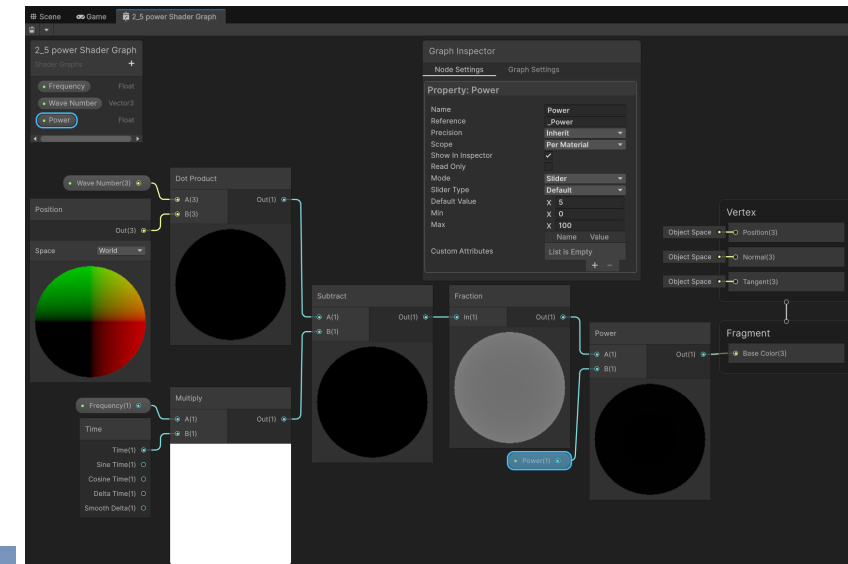 Scene Game 2_5 power Shader Graph
2_5 power Shader Graph
Shader Graphs +
Frequency Float
Wave Number Vector3
Power Float
Graph Inspector
Node Settings Graph Settings
Property: Power
Name Power
Reference _Power
Precision Inherit
Scope Per Material
Show In Inspector
Read Only
Mode Slider
Slider Type Default
Default Value X 5
Min X 0
Max X 100
Name Value
Custom Attributes List is Empty
+ −
Wave Number(3)
Dot Product
A(3) Out(1)
B(3)
Position
Out(3)
Space World
Vertex
Object Space Position(3)
Object Space Normal(3)
Object Space Tangent(3)
Subtract
A(1) Out(1)
B(1)
Fraction
In(1) Out(1)
Power
A(1) Out(1)
B(1)
Fragment
Base Color(3)
Frequency(1)
Multiply
A(1) Out(1)
B(1)
Time
Time(1)
Sine Time(1)
Cosine Time(1)
Delta Time(1)
Smooth Delta(1)
Power(1)